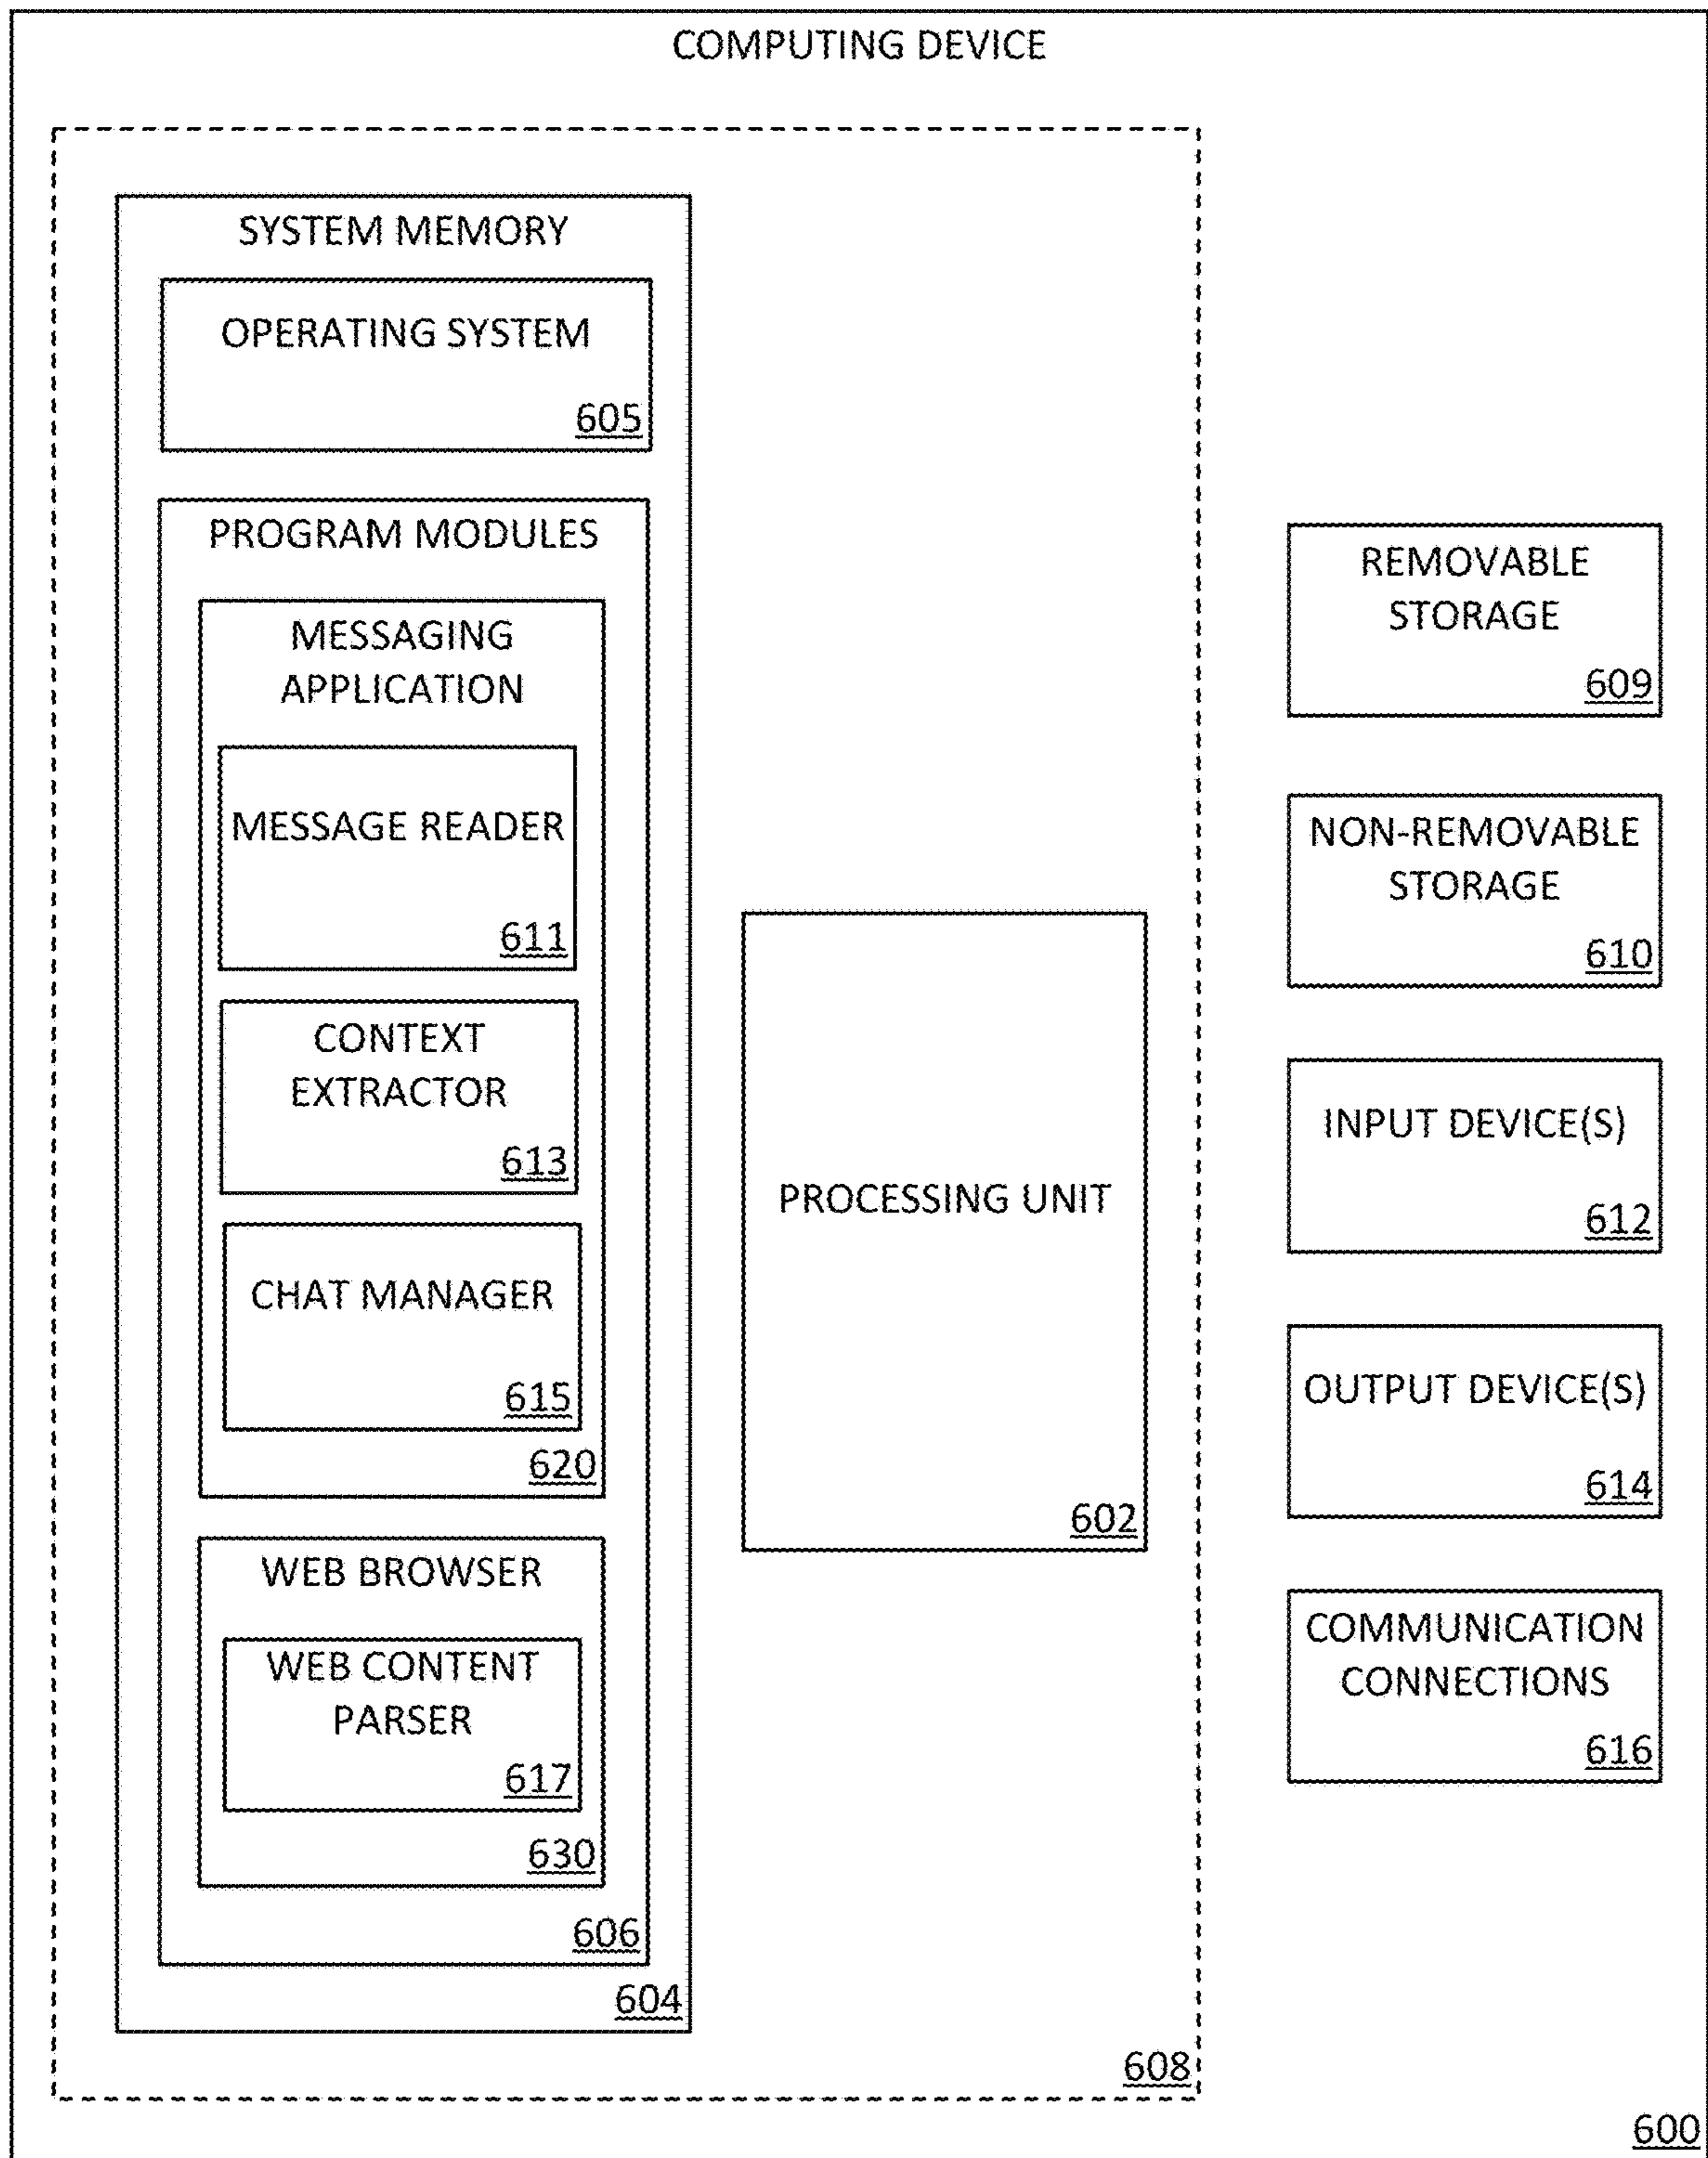 COMPUTING DEVICE
SYSTEM MEMORY
OPERATING SYSTEM
605
PROGRAM MODULES
MESSAGING
APPLICATION
MESSAGE READER
611
CONTEXT
EXTRACTOR
613
CHAT MANAGER
615
620
WEB BROWSER
WEB CONTENT
PARSER
617
630
606
604
PROCESSING UNIT
602
608
REMOVABLE
STORAGE
609
NON-REMOVABLE
STORAGE
610
INPUT DEVICE(S)
612
OUTPUT DEVICE(S)
614
COMMUNICATION
CONNECTIONS
616
600